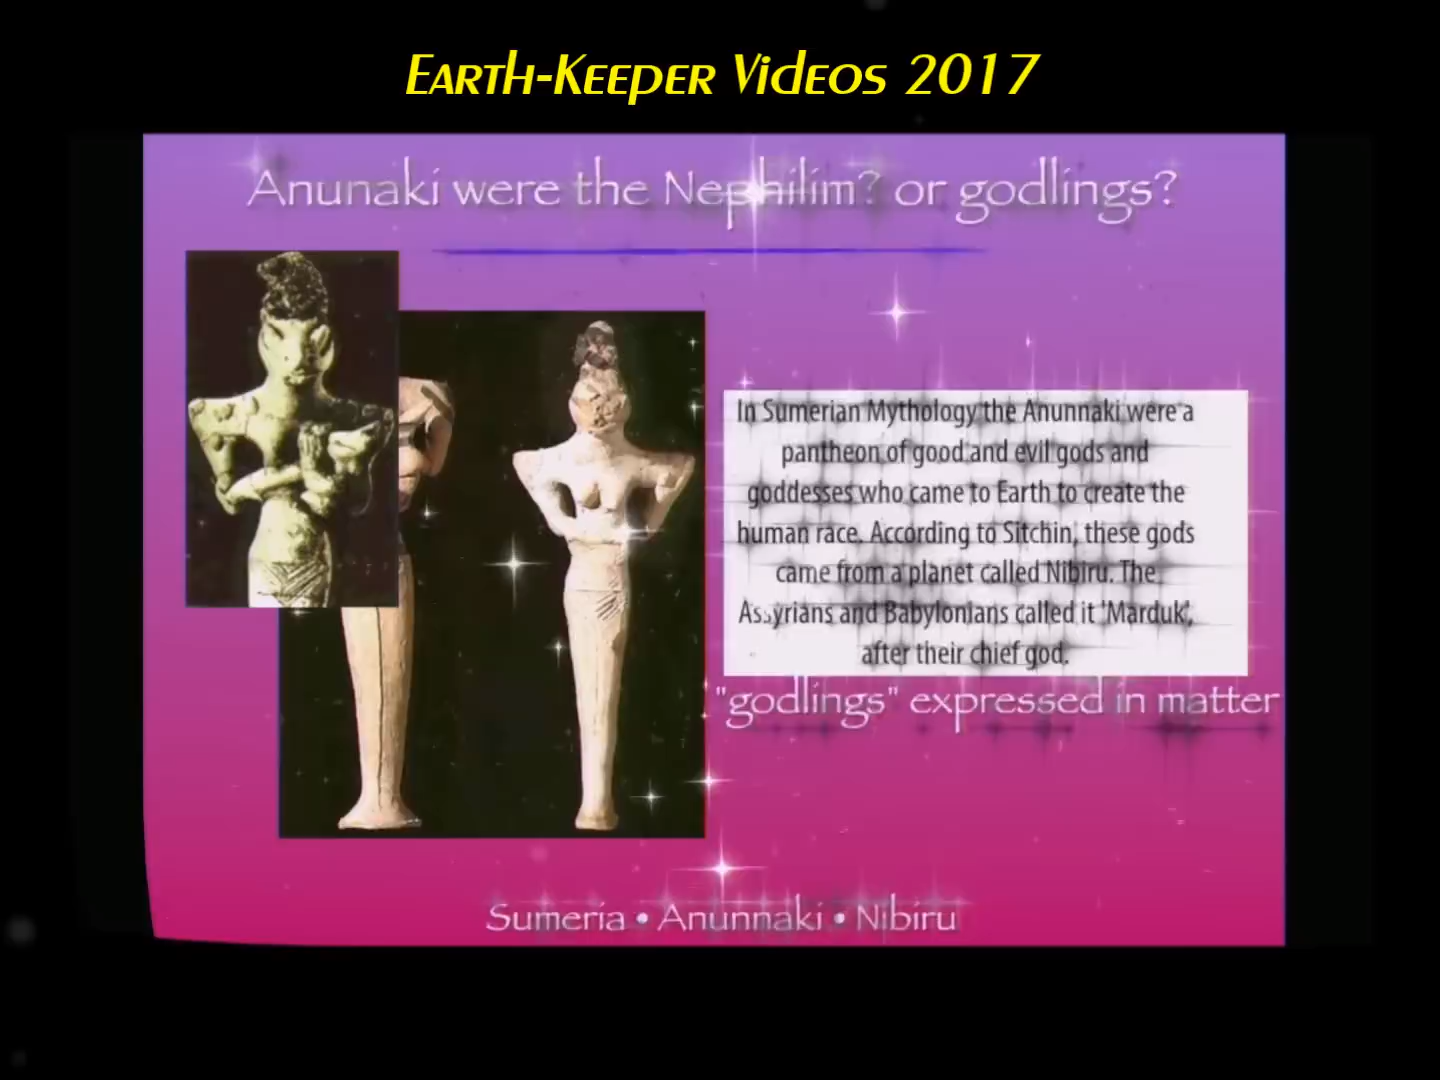 Earth-Keeper Videos 2017
Anunaki were the Nephilim? or godlings?
In Sumerian Mythology the Anunnaki were a
pantheon of good and evil gods and
goddesses who came to Earth to create the
human race. According to Sitchin, these gods
came from a planet called Nibiru. The
Assyrians and Babylonians called it 'Marduk',
after their chief god.
"godlings" expressed in matter
Sumeria • Anunnaki • Nibiru